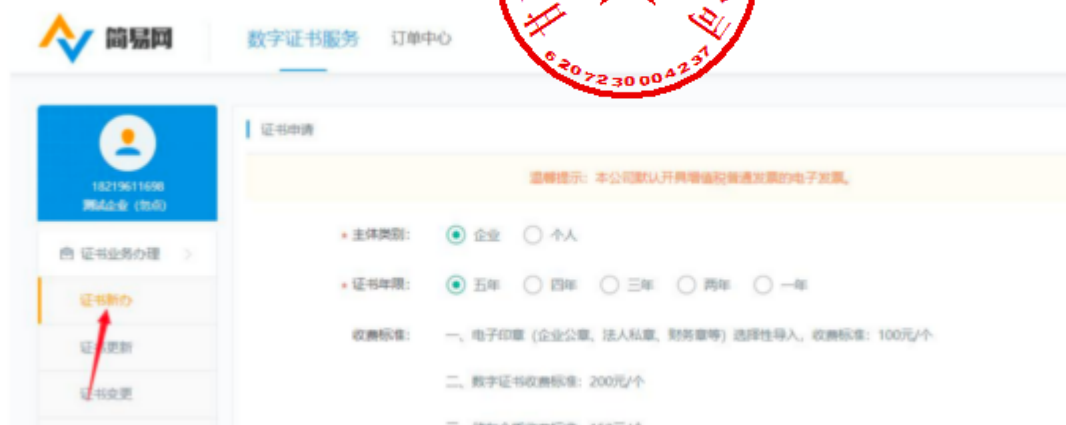 简易网
数字证书服务 订单中心
6207230004237
证书申请
温馨提示：本公司默认开具增值税普通发票的电子发票。
18219611698
测试企业（勿点）
* 主体类别： 企业 个人
证书业务办理 >
* 证书年限： 五年 四年 三年 两年 一年
证书新办
收费标准： 一、电子印章（企业公章、法人私章、财务章等）选择性导入，收费标准：100元/个
证书更新
二、数字证书收费标准：200元/个
证书变更